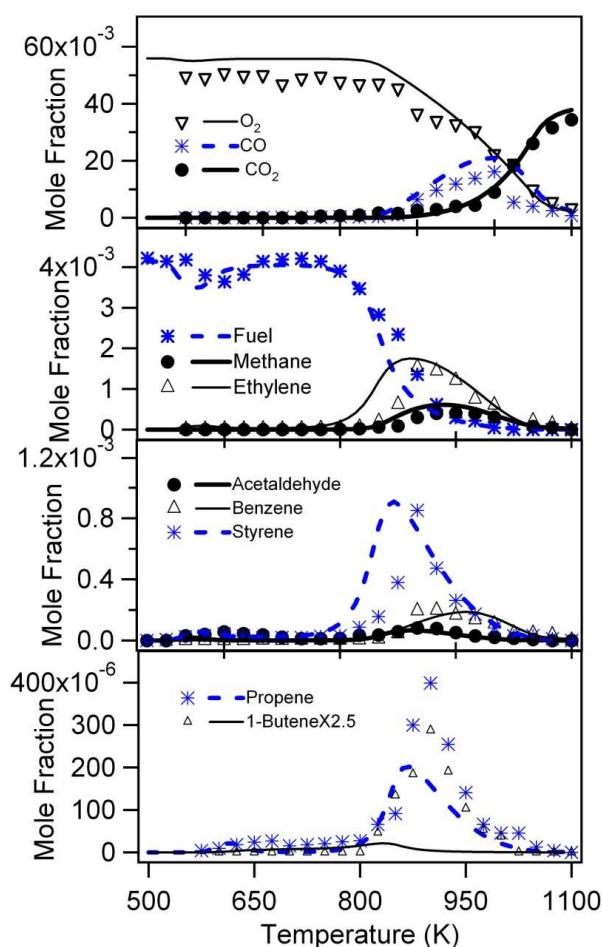 60x10⁻³
40
20
0
Mole Fraction
O₂
CO
CO₂
4x10⁻³
3
2
1
0
Mole Fraction
Fuel
Methane
Ethylene
1.2x10⁻³
0.8
0.4
0.0
Mole Fraction
Acetaldehyde
Benzene
Styrene
400x10⁻⁶
300
200
100
0
Mole Fraction
Propene
1-ButeneX2.5
500 650 800 950 1100
Temperature (K)